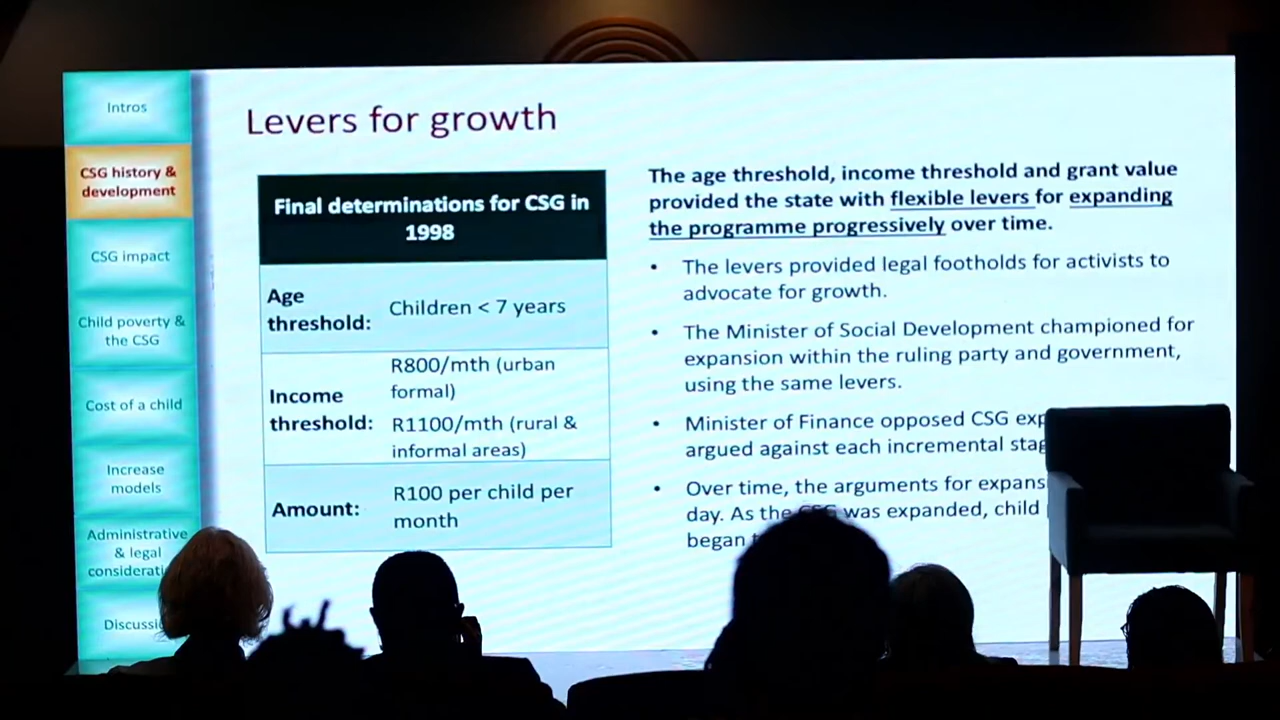 Intros
CSG history &
development
CSG impact
Child poverty &
the CSG
Cost of a child
Increase
models
Administrative
& legal
Levers for growth
Final determinations for CSG in
1998
Age
threshold:
Children < 7 years
Income
threshold:
R800/mth (urban
formal)
R1100/mth (rural &
informal areas)
Amount:
R100 per child per
month
The age threshold, income threshold and grant value
provided the state with flexible levers for expanding
the programme progressively over time.
• The levers provided legal footholds for activists to
advocate for growth.
• The Minister of Social Development championed for
expansion within the ruling party and government,
using the same levers.
• Minister of Finance opposed CSG
argued against each incremental
• Over time, the arguments for
day. As the CSG was expanded, child
began